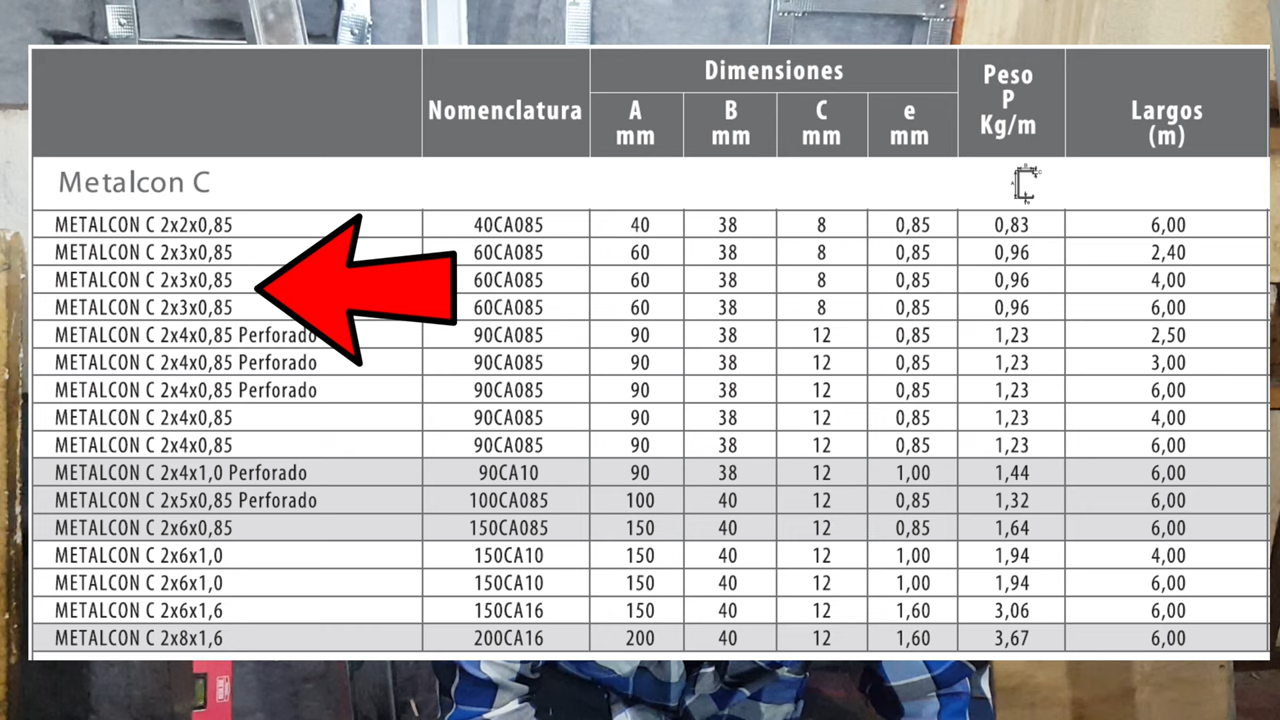 Nomenclatura Dimensiones Peso P Kg/m Largos (m)
A mm B mm C mm e mm
Metalcon C
METALCON C 2x2x0,85 40CA085 40 38 8 0,85 0,83 6,00
METALCON C 2x3x0,85 60CA085 60 38 8 0,85 0,96 2,40
METALCON C 2x3x0,85 60CA085 60 38 8 0,85 0,96 4,00
METALCON C 2x3x0,85 60CA085 60 38 8 0,85 0,96 6,00
METALCON C 2x4x0,85 Perforado 90CA085 90 38 12 0,85 1,23 2,50
METALCON C 2x4x0,85 Perforado 90CA085 90 38 12 0,85 1,23 3,00
METALCON C 2x4x0,85 Perforado 90CA085 90 38 12 0,85 1,23 6,00
METALCON C 2x4x0,85 90CA085 90 38 12 0,85 1,23 4,00
METALCON C 2x4x0,85 90CA085 90 38 12 0,85 1,23 6,00
METALCON C 2x4x1,0 Perforado 90CA10 90 38 12 1,00 1,44 6,00
METALCON C 2x5x0,85 Perforado 100CA085 100 40 12 0,85 1,32 6,00
METALCON C 2x6x0,85 150CA085 150 40 12 0,85 1,64 6,00
METALCON C 2x6x1,0 150CA10 150 40 12 1,00 1,94 4,00
METALCON C 2x6x1,0 150CA10 150 40 12 1,00 1,94 6,00
METALCON C 2x6x1,6 150CA16 150 40 12 1,60 3,06 6,00
METALCON C 2x8x1,6 200CA16 200 40 12 1,60 3,67 6,00